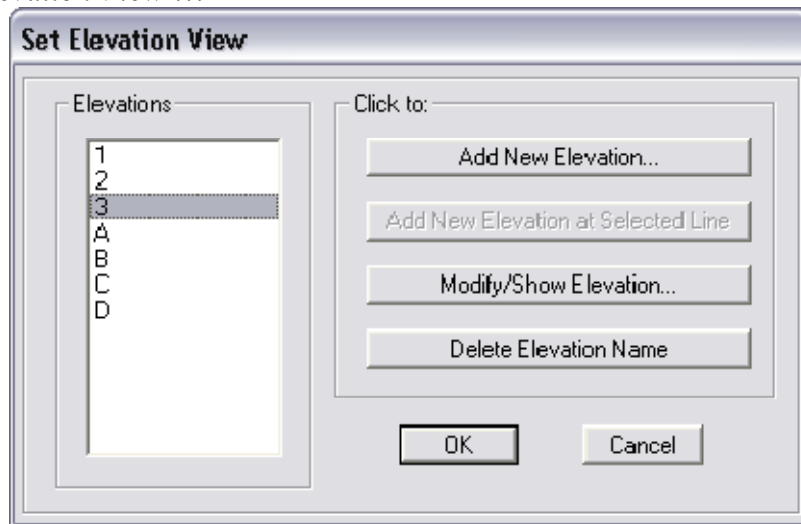 Set Elevation View
Elevations
1
2
3
A
B
C
D
Click to:
Add New Elevation...
Add New Elevation at Selected Line
Modify/Show Elevation...
Delete Elevation Name
OK
Cancel